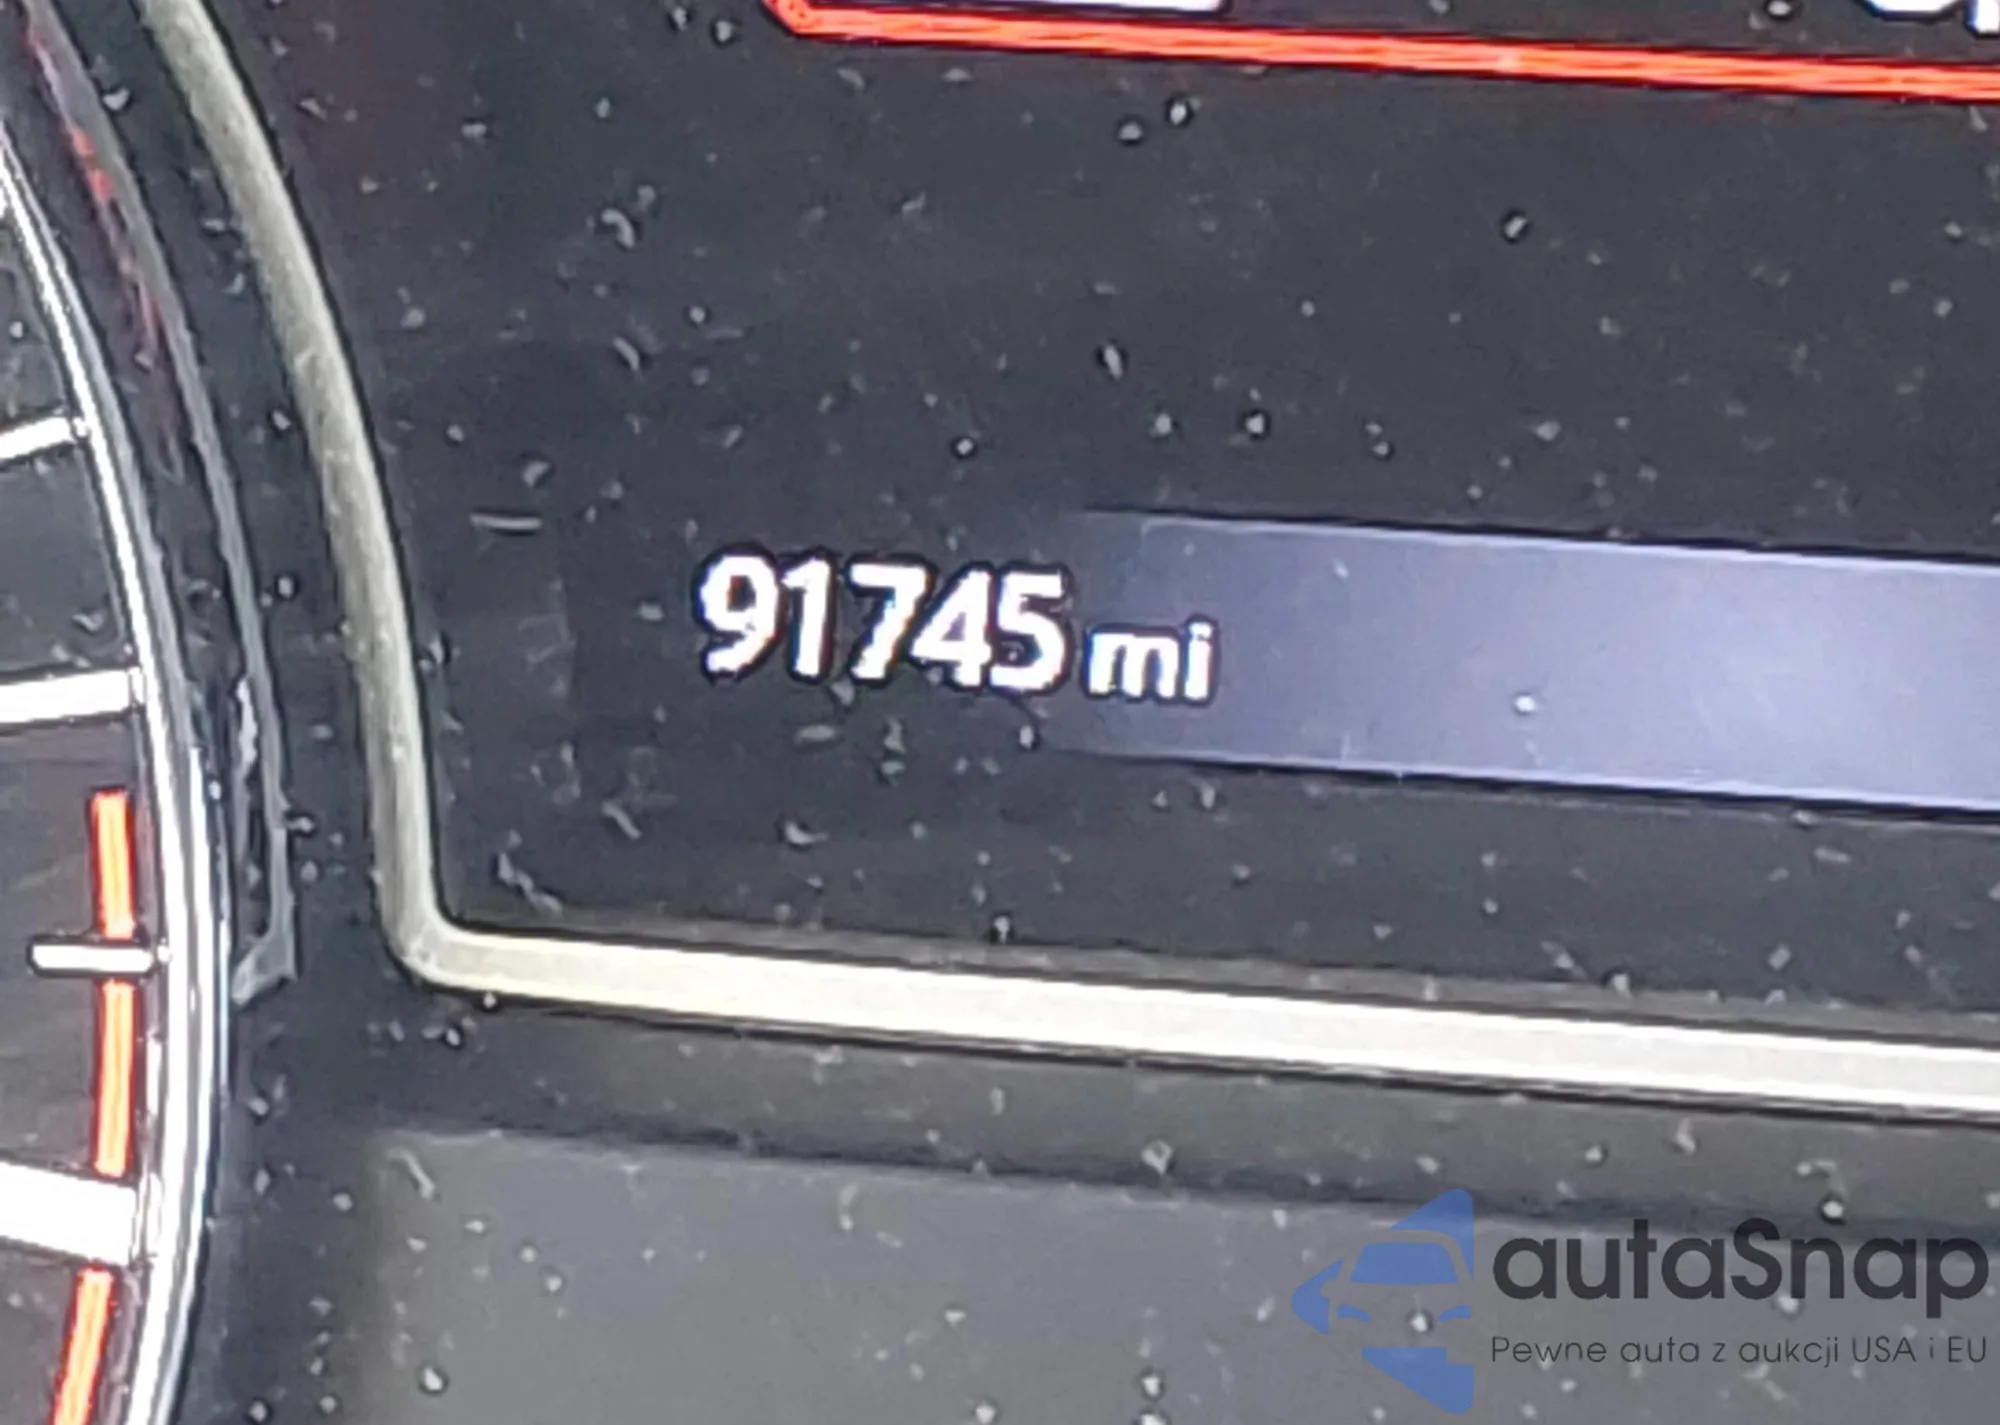 91745 mi
autaSnap
Pewne auta z aukcji USA i EU